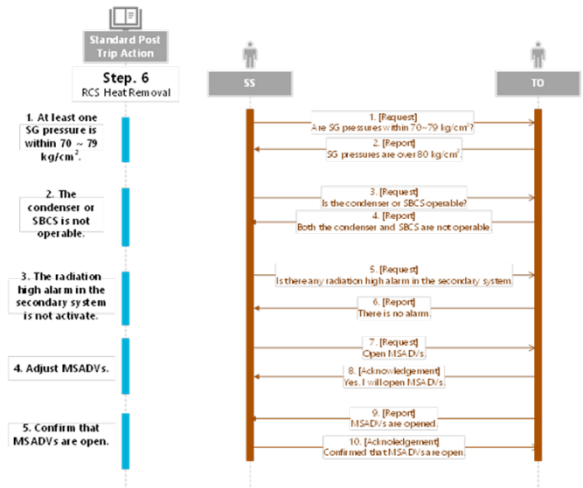 Standard Post
Trip Action
Step. 6
RCS Heat Removal
SS
TO
1. At least one
SG pressure is
within 70 ~ 79
kg/cm².
1. [Request]
Are SG pressures within 70~79 kg/cm²?
2. [Report]
SG pressures are over 80 kg/cm².
2. The
condenser or
SBCS is not
operable.
3. [Request]
Is the condenser or SBCS operable?
4. [Report]
Both the condenser and SBCS are not operable.
3. The radiation
high alarm in the
secondary system
is not activate.
5. [Request]
Is there any radiation high alarm in the secondary system.
6. [Report]
There is no alarm.
4. Adjust MSADVs.
7. [Request]
Open MSADVs.
8. [Acknowledgement]
Yes. I will open MSADVs.
5. Confirm that
MSADVs are open.
9. [Report]
MSADVs are opened.
10. [Acknoledgement]
Confirmed that MSADVs are open.